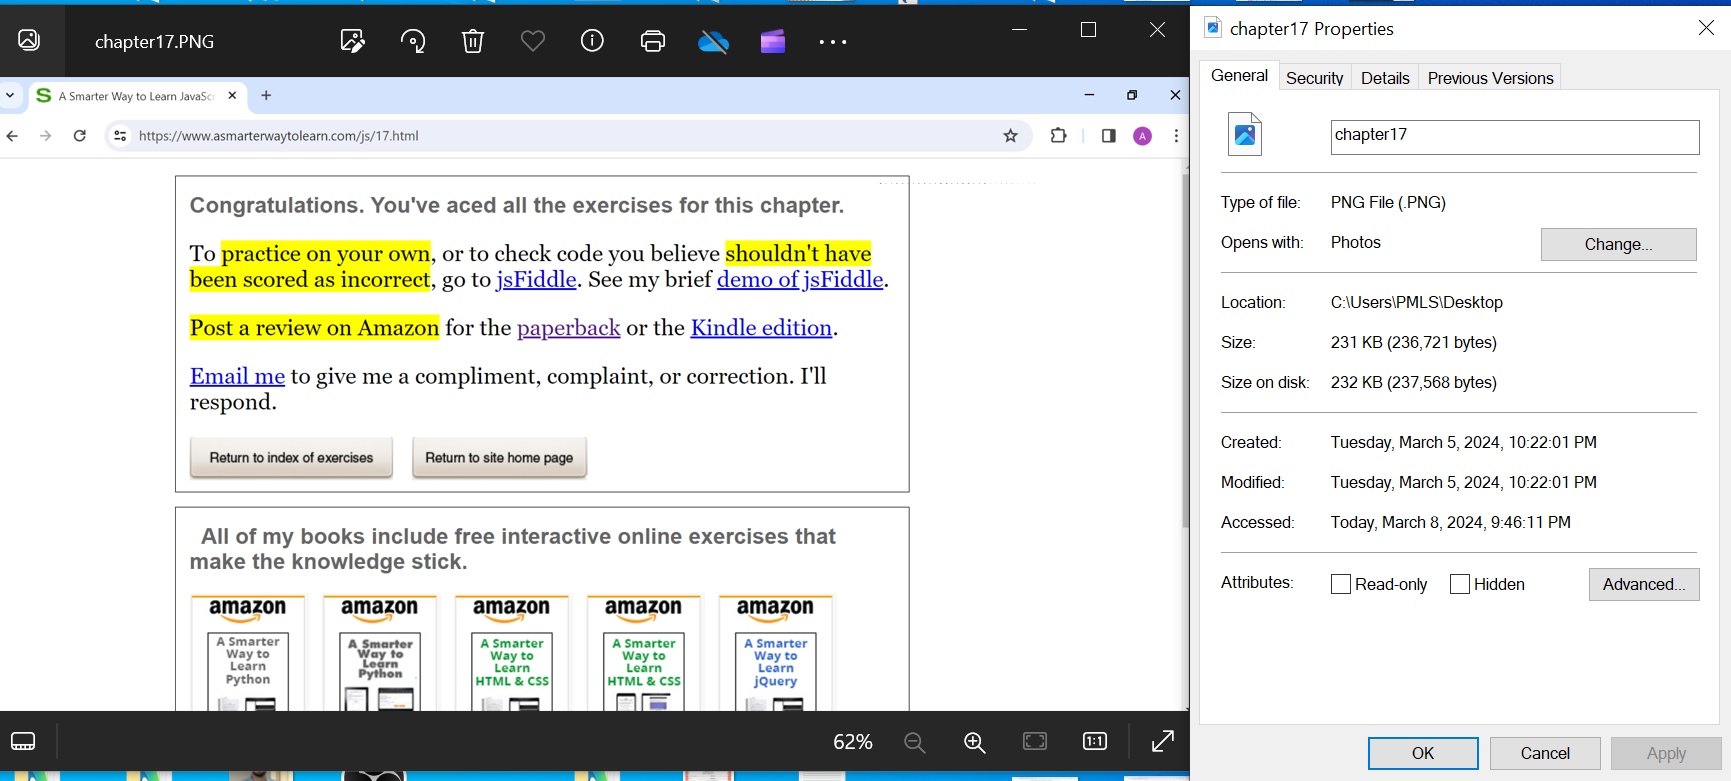 chapter17.PNG
A Smarter Way to Learn JavaScr
https://www.asmarterwaytolearn.com/js/17.html
A
Congratulations. You've aced all the exercises for this chapter.
To practice on your own, or to check code you believe shouldn't have
been scored as incorrect, go to jsFiddle. See my brief demo of jsFiddle.
Post a review on Amazon for the paperback or the Kindle edition.
Email me to give me a compliment, complaint, or correction. I'll
respond.
Return to index of exercises
Return to site home page
All of my books include free interactive online exercises that
make the knowledge stick.
amazon
A Smarter
Way to
Learn
Python
amazon
A Smarter
Way to
Learn
Python
amazon
A Smarter
Way to
Learn
HTML & CSS
amazon
A Smarter
Way to
Learn
HTML & CSS
amazon
A Smarter
Way to
Learn
jQuery
62%
1:1
chapter17 Properties
General
Security
Details
Previous Versions
chapter17
Type of file: PNG File (.PNG)
Opens with: Photos
Change...
Location: C:\Users\PMLS\Desktop
Size: 231 KB (236,721 bytes)
Size on disk: 232 KB (237,568 bytes)
Created: Tuesday, March 5, 2024, 10:22:01 PM
Modified: Tuesday, March 5, 2024, 10:22:01 PM
Accessed: Today, March 8, 2024, 9:46:11 PM
Attributes: Read-only Hidden Advanced...
OK Cancel Apply